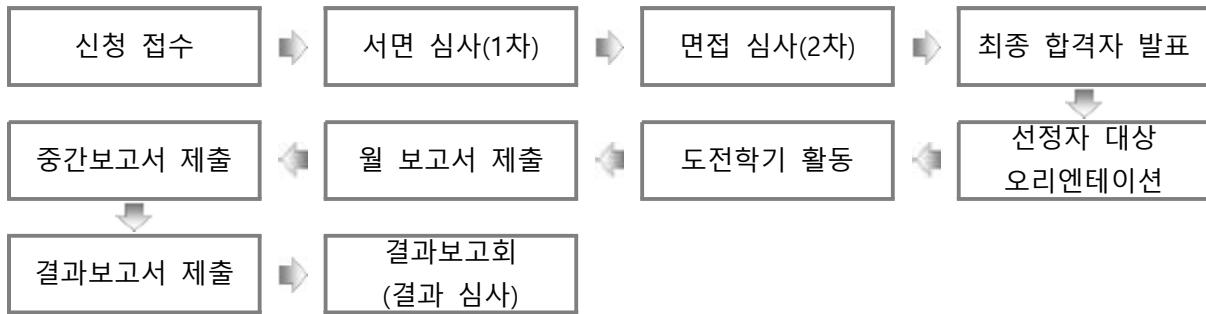 신청 접수
서면 심사(1차)
면접 심사(2차)
최종 합격자 발표
선정자 대상
오리엔테이션
도전학기 활동
월 보고서 제출
중간보고서 제출
결과보고서 제출
결과보고회
(결과 심사)